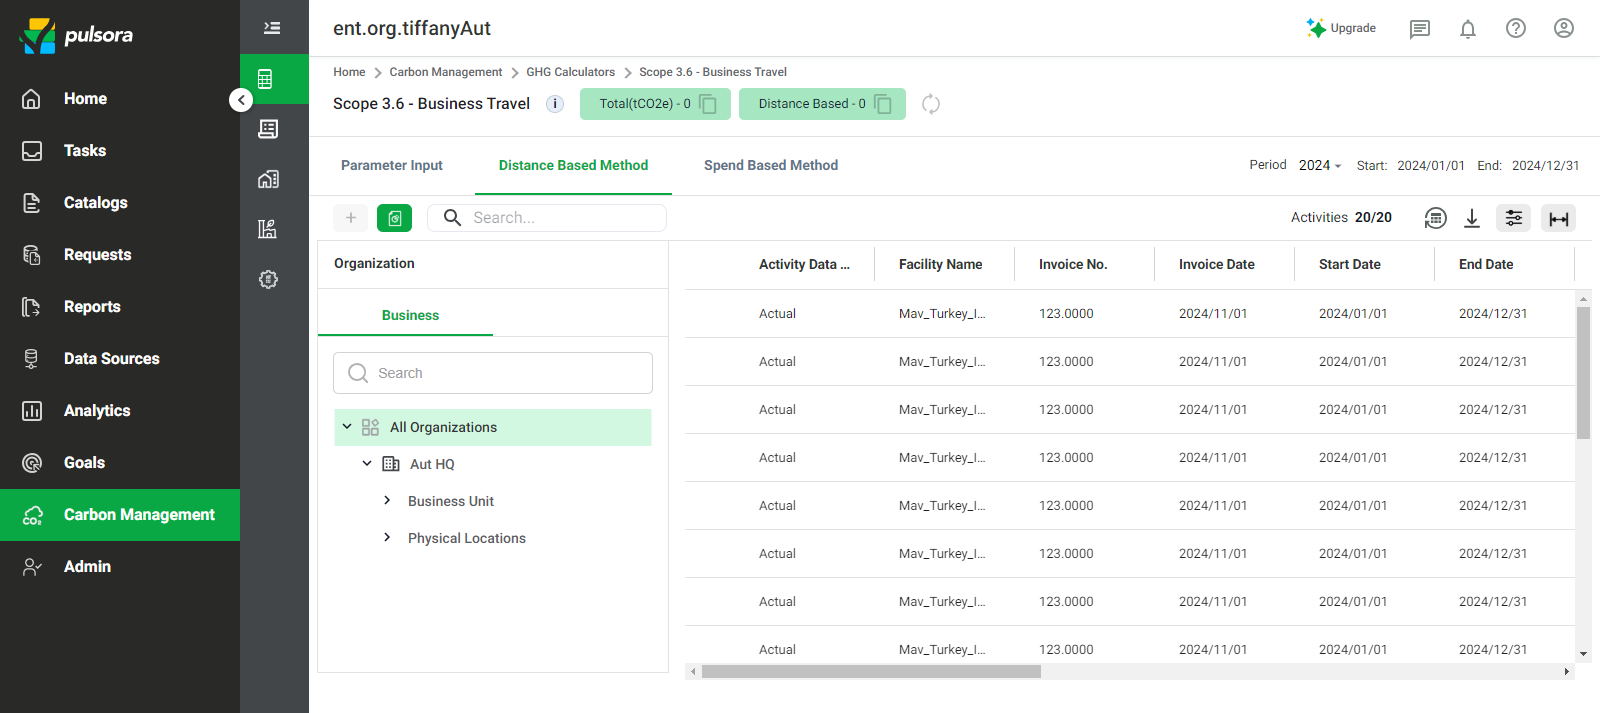 pulsora
Home
Tasks
Catalogs
Requests
Reports
Data Sources
Analytics
Goals
CO₂
Carbon Management
Admin
ent.org.tiffanyAut
Upgrade
Home > Carbon Management > GHG Calculators > Scope 3.6 - Business Travel
Scope 3.6 - Business Travel i Total(tCO2e) - 0 Distance Based - 0
Parameter Input Distance Based Method Spend Based Method Period 2024 Start: 2024/01/01 End: 2024/12/31
+ Search... Activities 20/20
Organization
Business
Search
All Organizations
Aut HQ
Business Unit
Physical Locations
Activity Data ... Facility Name Invoice No. Invoice Date Start Date End Date
Actual Mav_Turkey_I... 123.0000 2024/11/01 2024/01/01 2024/12/31
Actual Mav_Turkey_I... 123.0000 2024/11/01 2024/01/01 2024/12/31
Actual Mav_Turkey_I... 123.0000 2024/11/01 2024/01/01 2024/12/31
Actual Mav_Turkey_I... 123.0000 2024/11/01 2024/01/01 2024/12/31
Actual Mav_Turkey_I... 123.0000 2024/11/01 2024/01/01 2024/12/31
Actual Mav_Turkey_I... 123.0000 2024/11/01 2024/01/01 2024/12/31
Actual Mav_Turkey_I... 123.0000 2024/11/01 2024/01/01 2024/12/31
Actual Mav_Turkey_I... 123.0000 2024/11/01 2024/01/01 2024/12/31